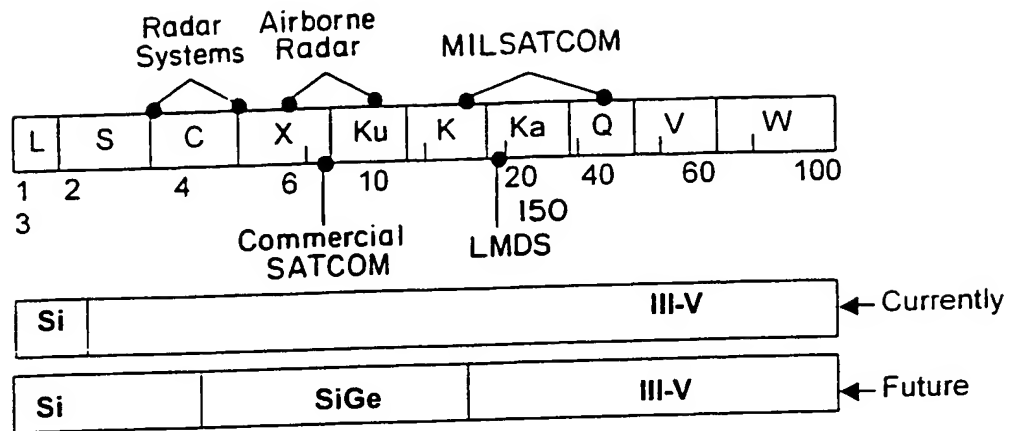 Radar Systems
Airborne Radar
MILSATCOM
L S C X Ku K Ka Q V W
1 2 4 6 10 20 40 60 100
3 150
Commercial SATCOM
LMDS
Si III-V Currently
Si SiGe III-V Future